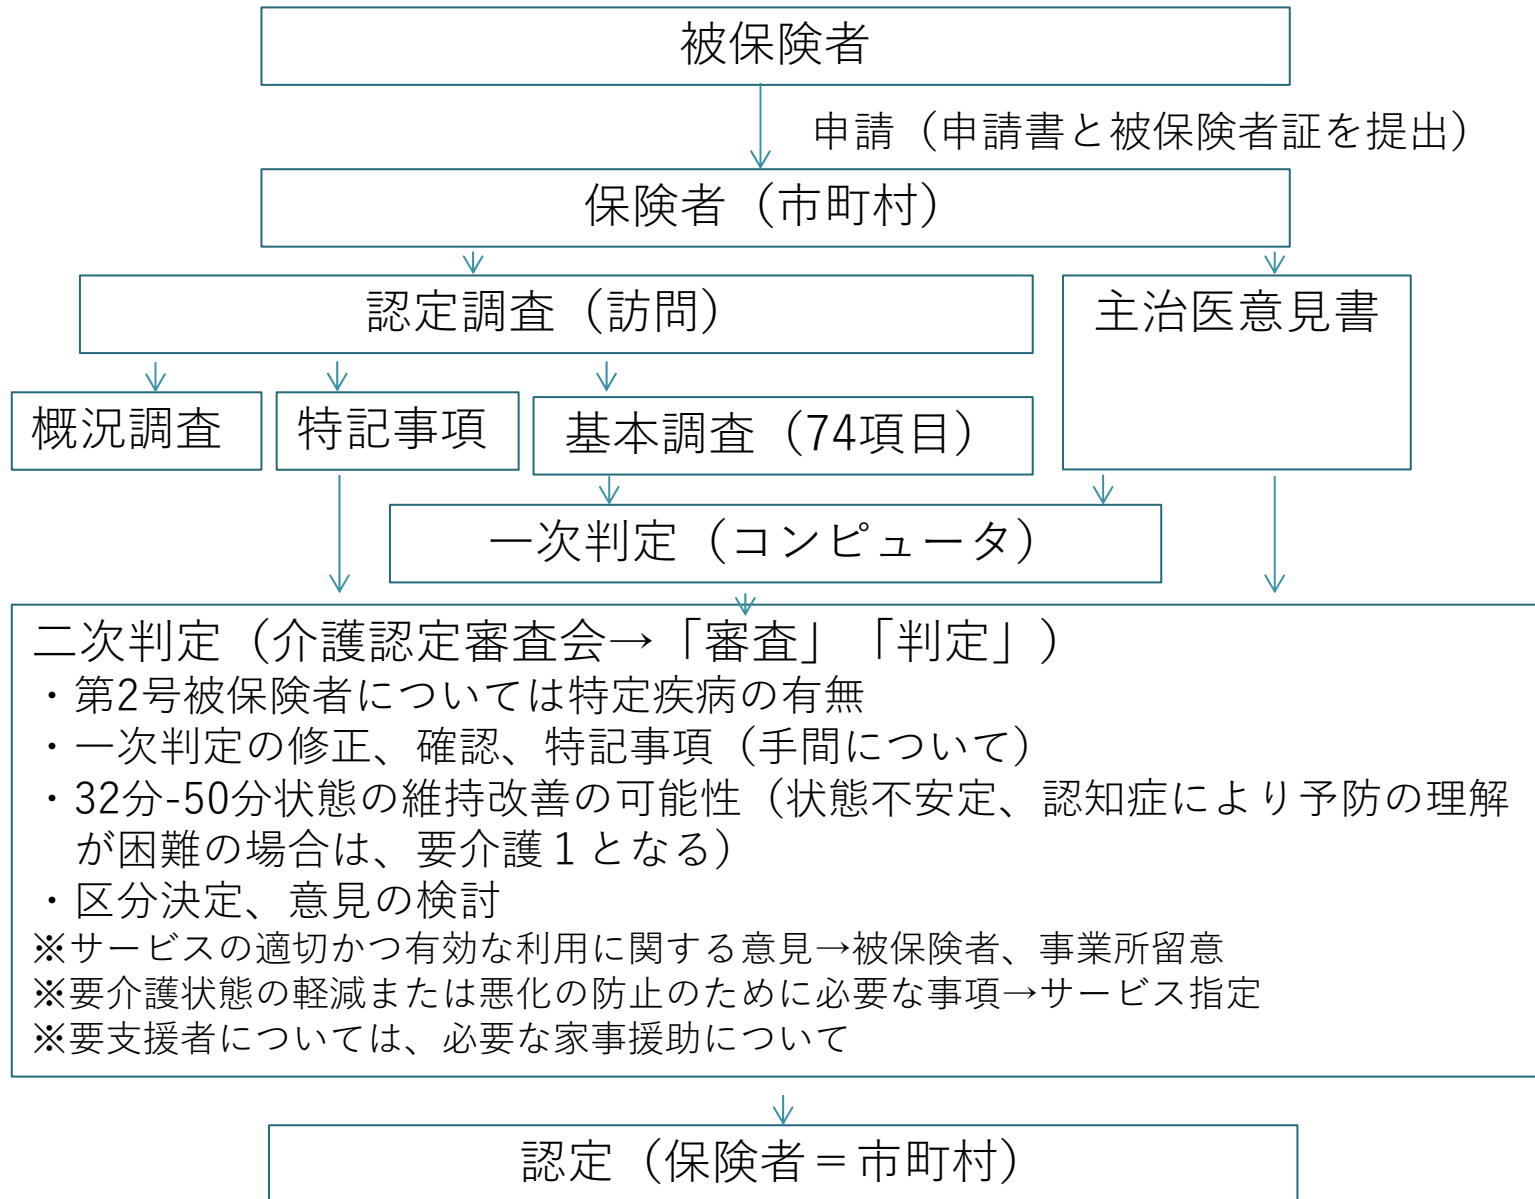 被保険者
申請（申請書と被保険者証を提出）
保険者（市町村）
認定調査（訪問）
主治医意見書
概況調査
特記事項
基本調査（74項目）
一次判定（コンピュータ）
二次判定（介護認定審査会→「審査」「判定」）
・第2号被保険者については特定疾病の有無
・一次判定の修正、確認、特記事項（手間について）
・32分-50分状態の維持改善の可能性（状態不安定、認知症により予防の理解
が困難の場合は、要介護１となる）
・区分決定、意見の検討
※サービスの適切かつ有効な利用に関する意見→被保険者、事業所留意
※要介護状態の軽減または悪化の防止のために必要な事項→サービス指定
※要支援者については、必要な家事援助について
認定（保険者＝市町村）